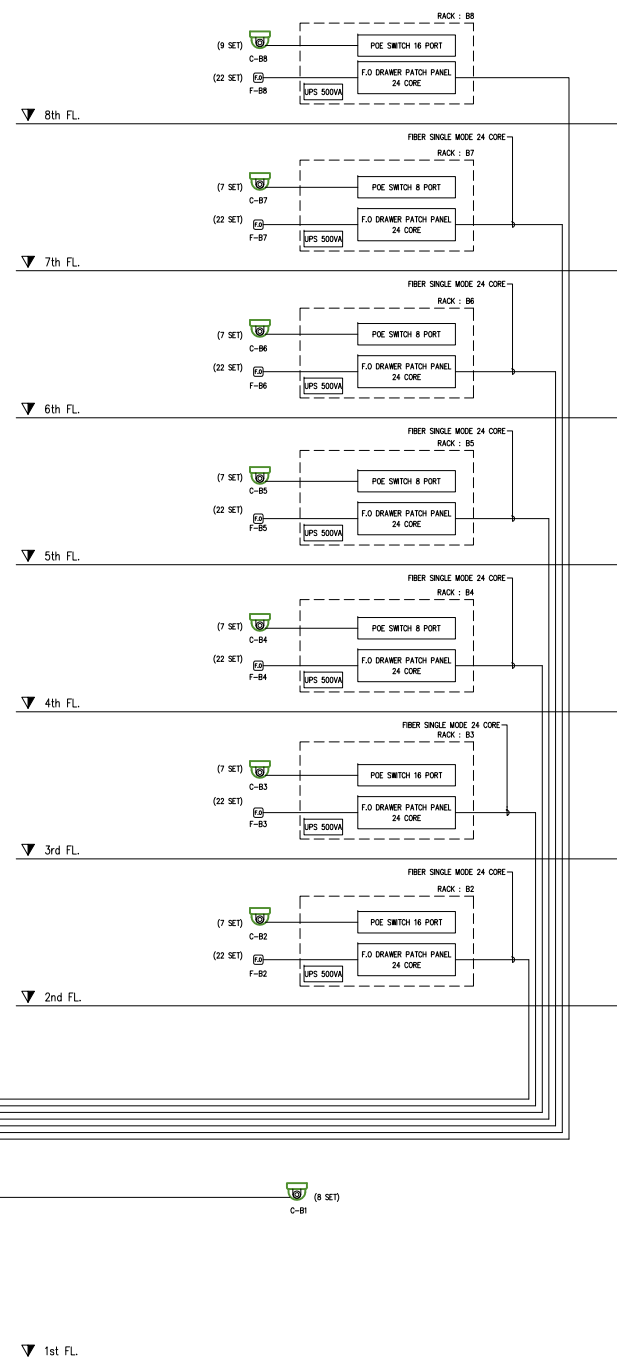 RACK : B8
(9 SET)
POE SWITCH 16 PORT
C-B8
(22 SET)
F.O
F.O DRAWER PATCH PANEL
24 CORE
F-B8
UPS 500VA
8th FL.
FIBER SINGLE MODE 24 CORE
RACK : B7
(7 SET)
POE SWITCH 8 PORT
C-B7
(22 SET)
F.O
F.O DRAWER PATCH PANEL
24 CORE
F-B7
UPS 500VA
7th FL.
FIBER SINGLE MODE 24 CORE
RACK : B6
(7 SET)
POE SWITCH 8 PORT
C-B6
(22 SET)
F.O
F.O DRAWER PATCH PANEL
24 CORE
F-B6
UPS 500VA
6th FL.
FIBER SINGLE MODE 24 CORE
RACK : B5
(7 SET)
POE SWITCH 8 PORT
C-B5
(22 SET)
F.O
F.O DRAWER PATCH PANEL
24 CORE
F-B5
UPS 500VA
5th FL.
FIBER SINGLE MODE 24 CORE
RACK : B4
(7 SET)
POE SWITCH 8 PORT
C-B4
(22 SET)
F.O
F.O DRAWER PATCH PANEL
24 CORE
F-B4
UPS 500VA
4th FL.
FIBER SINGLE MODE 24 CORE
RACK : B3
(7 SET)
POE SWITCH 16 PORT
C-B3
(22 SET)
F.O
F.O DRAWER PATCH PANEL
24 CORE
F-B3
UPS 500VA
3rd FL.
FIBER SINGLE MODE 24 CORE
RACK : B2
(7 SET)
POE SWITCH 16 PORT
C-B2
(22 SET)
F.O
F.O DRAWER PATCH PANEL
24 CORE
F-B2
UPS 500VA
2nd FL.
(8 SET)
C-B1
1st FL.